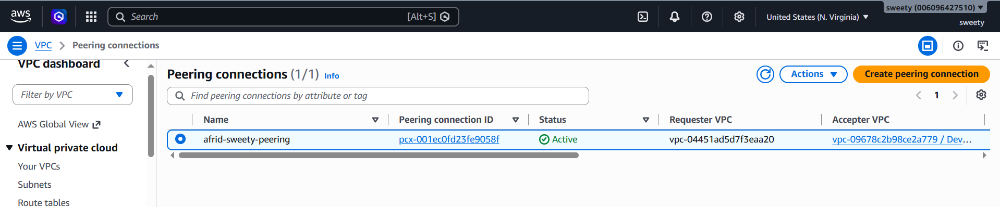 sweety (006096427510)
aws
Search [Alt+S]
United States (N. Virginia)
sweety
VPC
Peering connections
VPC dashboard
Filter by VPC
AWS Global View
Virtual private cloud
Your VPCs
Subnets
Route tables
Peering connections (1/1) Info
Actions
Create peering connection
Find peering connections by attribute or tag
1
Name Peering connection ID Status Requester VPC Accepter VPC
afrid-sweety-peering pcx-001ec0fd23fe9058f Active vpc-04451ad5d7f3eaa20 vpc-09678c2b98ce2a779 / Dev...